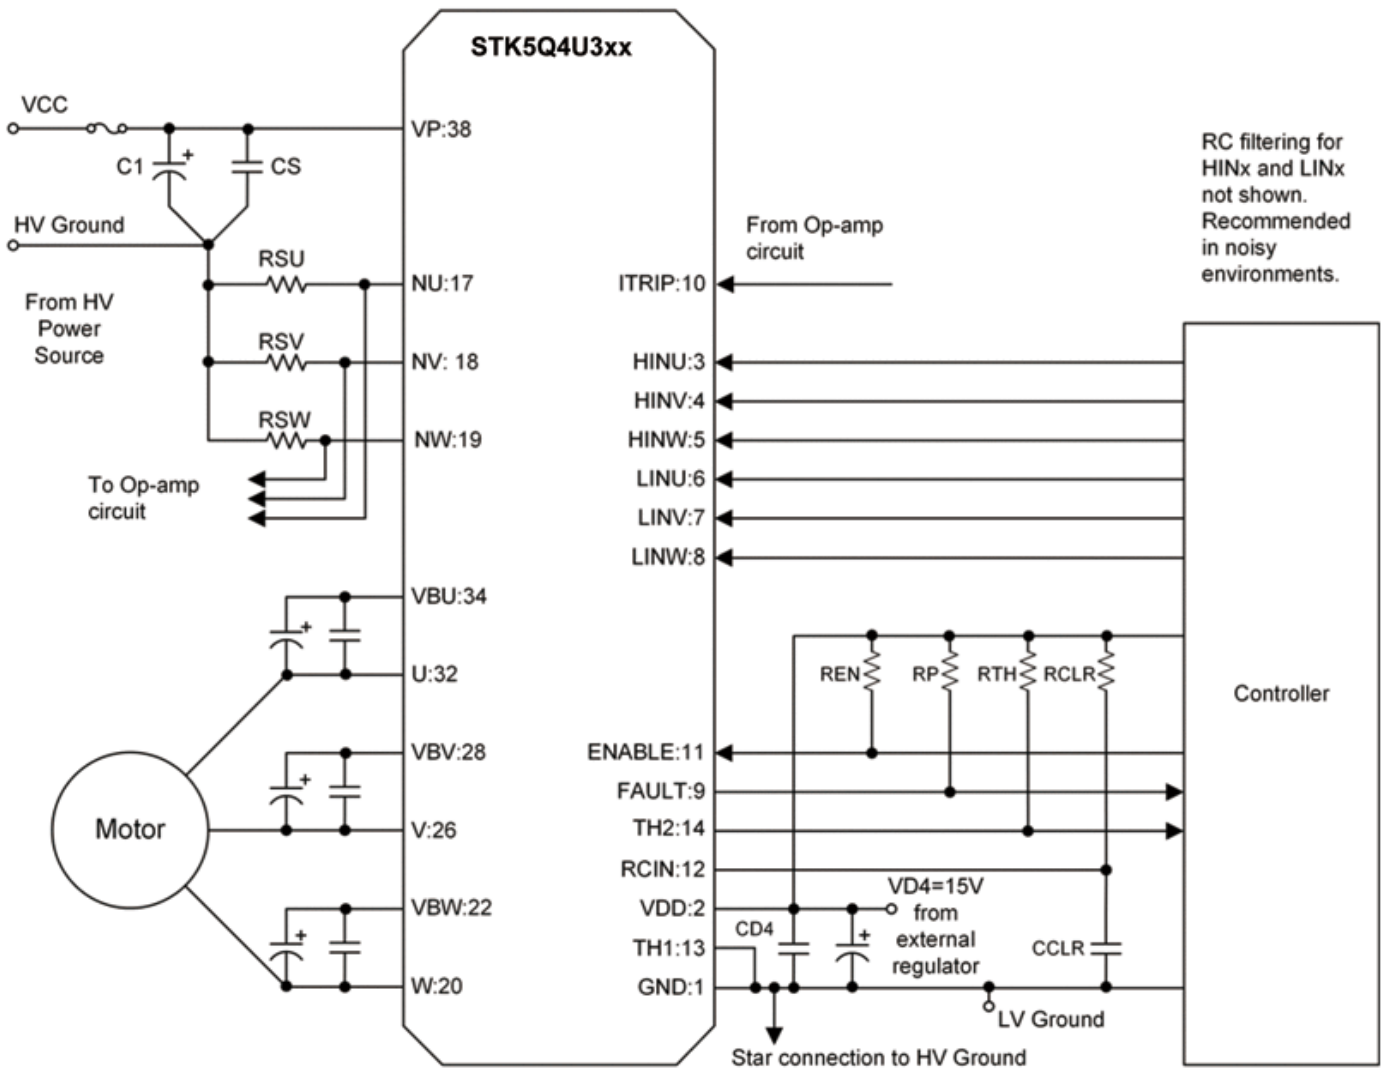 STK5Q4U3xx
VCC
VP:38
C1
+
CS
HV Ground
RSU
NU:17
From HV
Power
Source
RSV
NV: 18
RSW
NW:19
To Op-amp
circuit
VBU:34
+
U:32
VBV:28
+
Motor
V:26
VBW:22
+
W:20
From Op-amp
circuit
ITRIP:10
HINU:3
HINV:4
HINW:5
LINU:6
LINV:7
LINW:8
RC filtering for
HINx and LINx
not shown.
Recommended
in noisy
environments.
REN
RP
RTH
RCLR
Controller
ENABLE:11
FAULT:9
TH2:14
RCIN:12
VDD:2
VD4=15V
from
external
regulator
CD4
+
TH1:13
CCLR
GND:1
LV Ground
Star connection to HV Ground